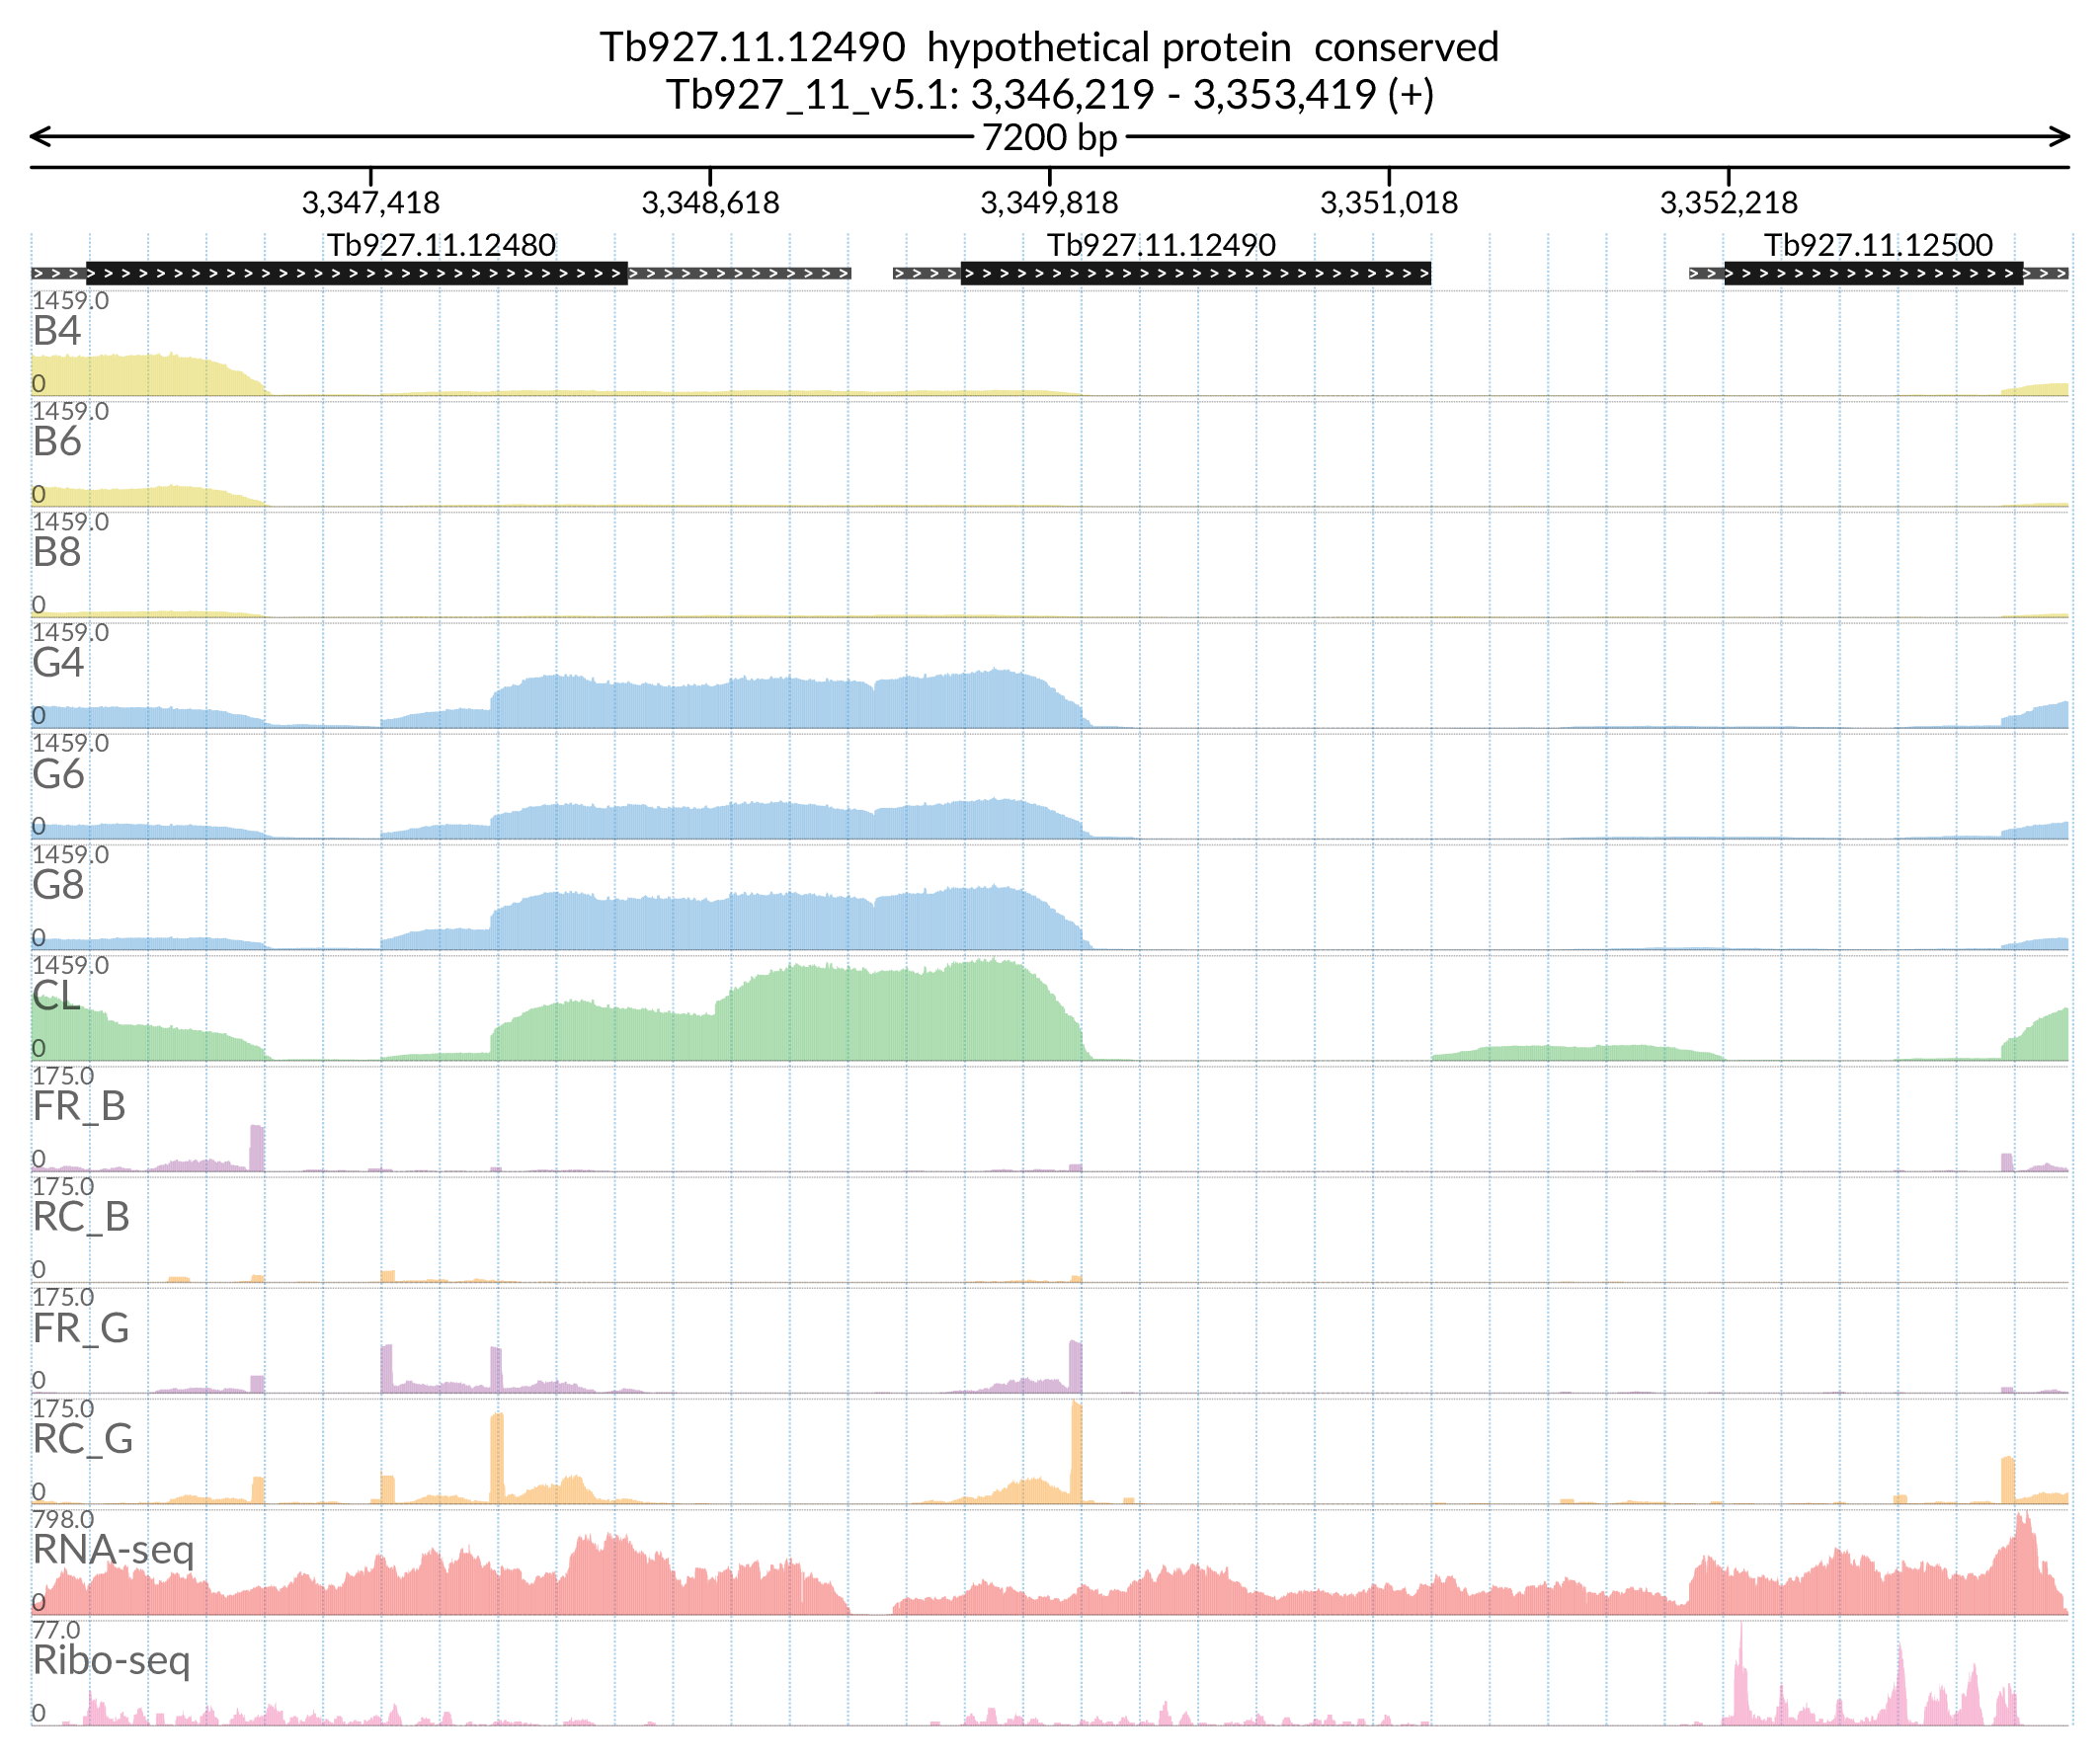 Tb927.11.12490 hypothetical protein conserved
Tb927_11_v5.1: 3,346,219 - 3,353,419 (+)
7200 bp
3,347,418 3,348,618 3,349,818 3,351,018 3,352,218
Tb927.11.12480 Tb927.11.12490 Tb927.11.12500
1459.0
B4
0
1459.0
B6
0
1459.0
B8
0
1459.0
G4
0
1459.0
G6
0
1459.0
G8
0
1459.0
CL
0
175.0
FR_B
0
175.0
RC_B
0
175.0
FR_G
0
175.0
RC_G
0
798.0
RNA-seq
0
77.0
Ribo-seq
0